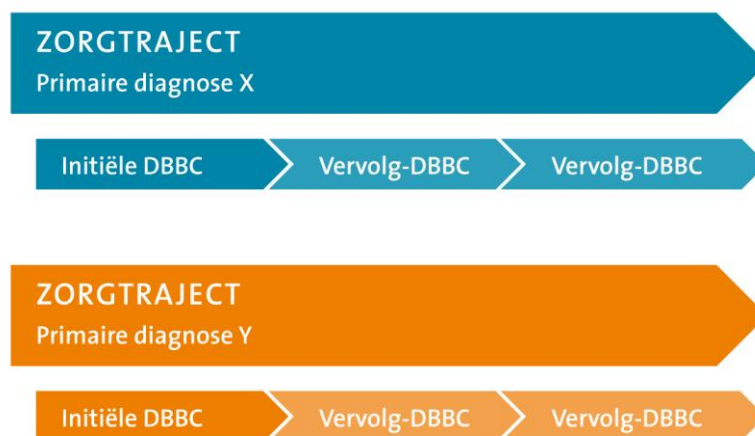 ZORGTRAJECT
Primaire diagnose X
Initiële DBBC Vervolg-DBBC Vervolg-DBBC
ZORGTRAJECT
Primaire diagnose Y
Initiële DBBC Vervolg-DBBC Vervolg-DBBC